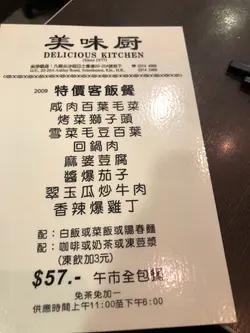 美味厨
DELICIOUS KITCHEN
(Since 1977)
2009 特價客飯餐
咸肉百葉毛菜
烤菜獅子頭
雪菜毛豆百葉
回鍋肉
麻婆荳腐
醬爆茄子
翠玉瓜炒牛肉
香辣爆雞丁
配：白飯或菜飯或陽春麵
配：咖啡或奶茶或凍荳漿
(凍飲加3元)
$57.- 午市全包
免茶免加一
供應時間上午11:00至下午6:00